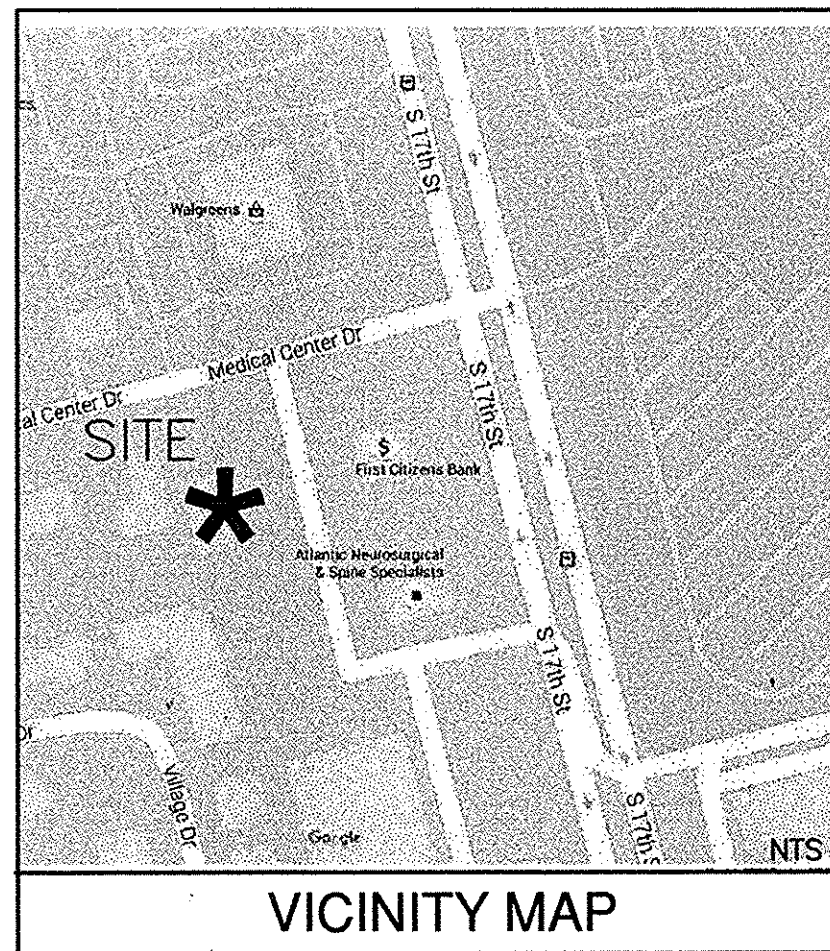 S 17th St
Walgreens
Medical Center Dr
al Center Dr
S 17th St
SITE
$
First Citizens Bank
Atlantic Neurosurgical
& Spine Specialists
S 17th St
Dr
Village Dr
Google
S 17th S
NTS
VICINITY MAP